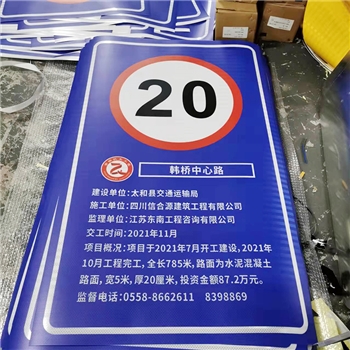 20
韩桥中心路
建设单位:太和县交通运输局
施工单位:四川信合源建筑工程有限公司
监理单位:江苏东南工程咨询有限公司
交工时间:2021年11月
项目概况:项目于2021年7月开工建设,2021年
10月工程完工,全长785米,路面为水泥混凝土
路面,宽5米,厚20厘米,投资金额87.2万元。
监督电话:0558-8662611 8398869